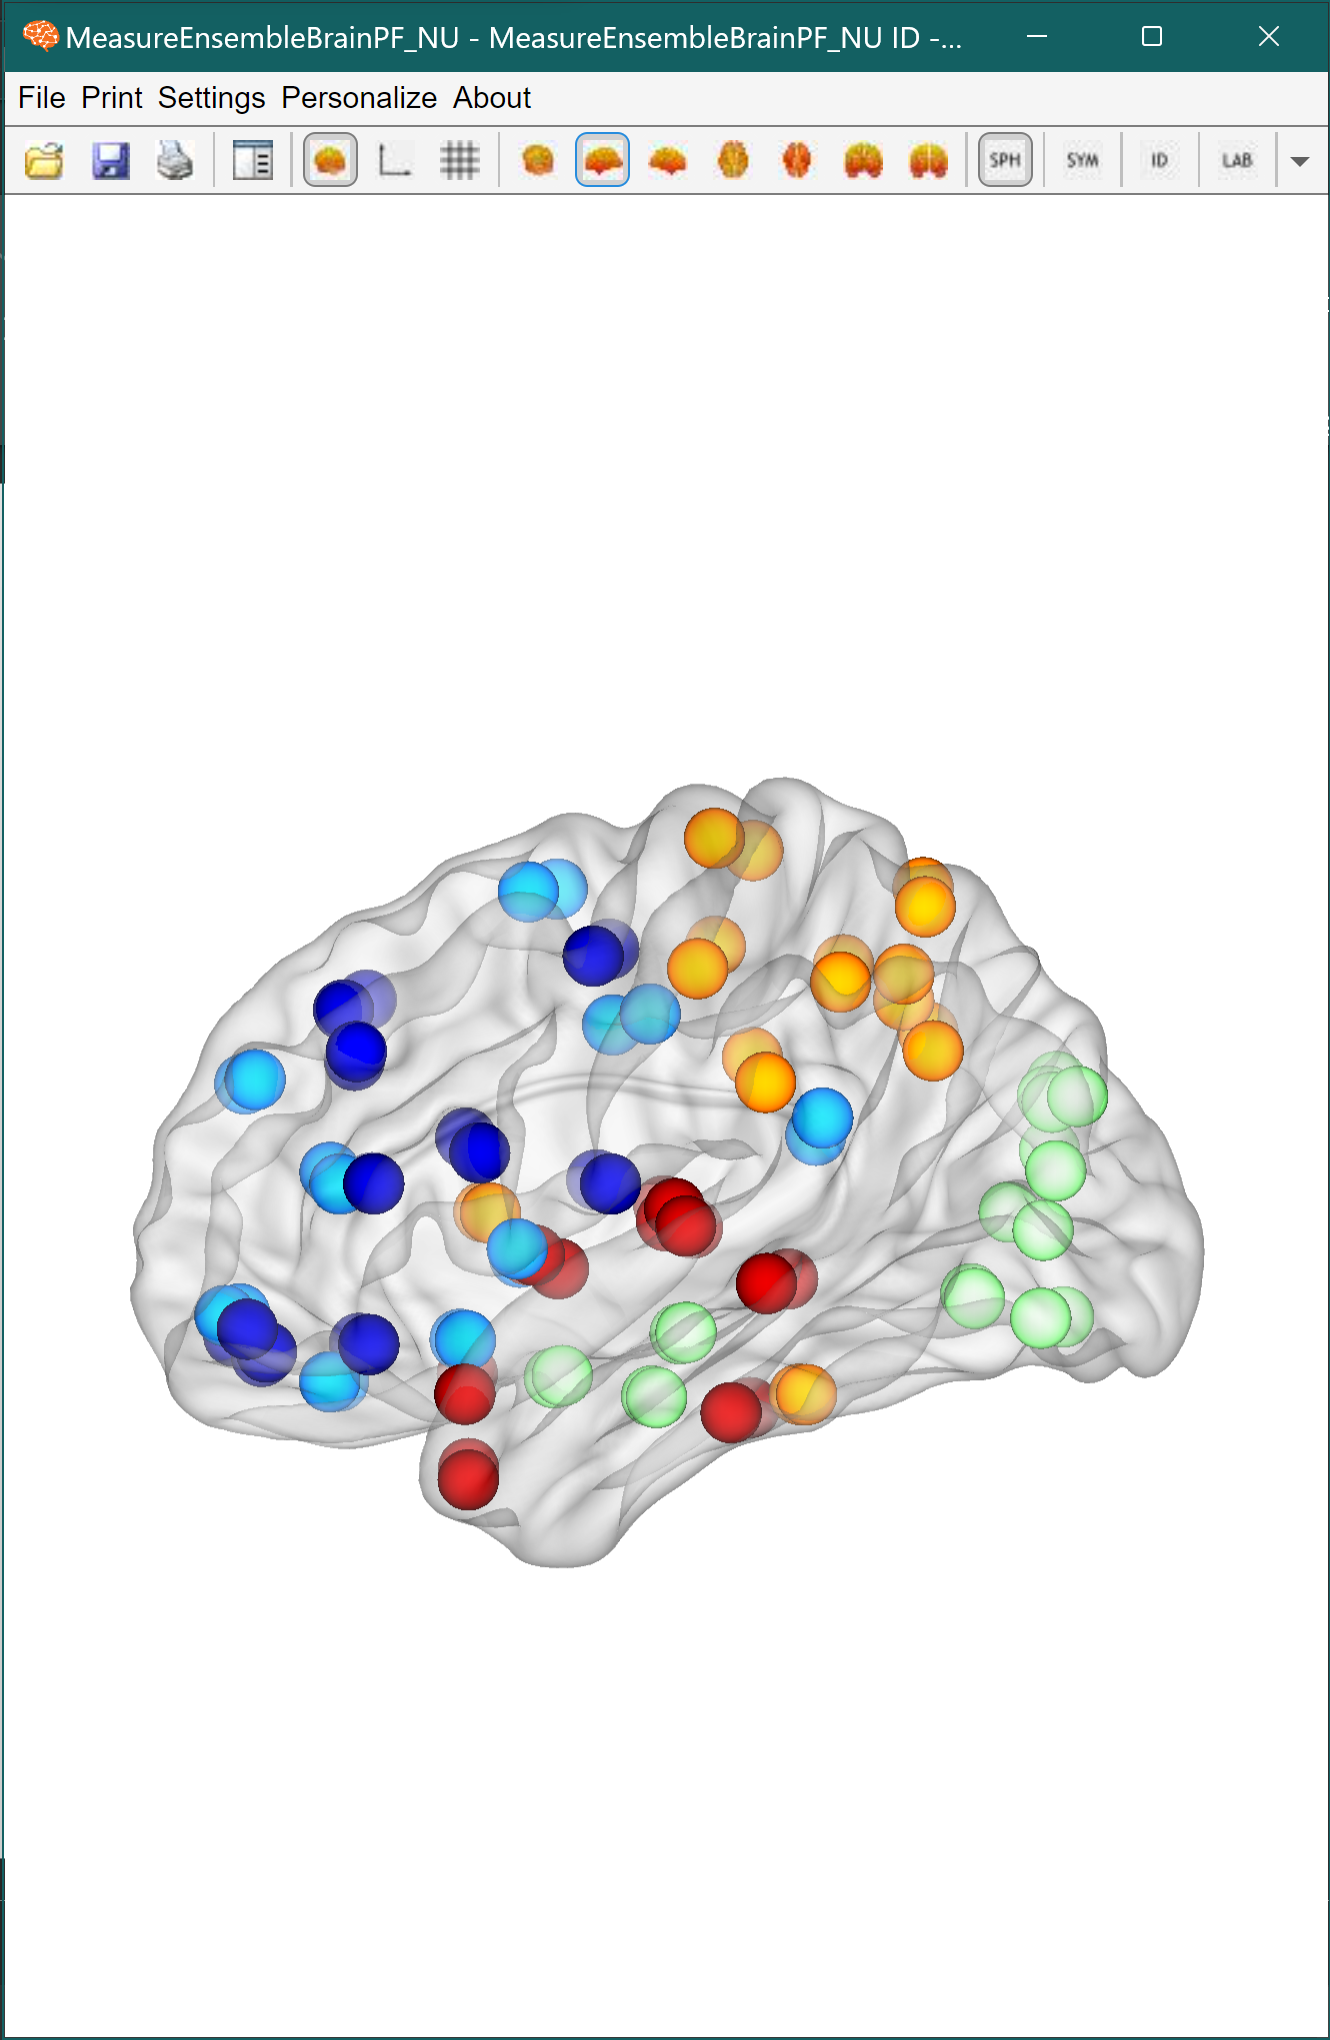 MeasureEnsembleBrainPF_NU - MeasureEnsembleBrainPF_NU ID -...
File Print Settings Personalize About
SPH SYM ID LAB